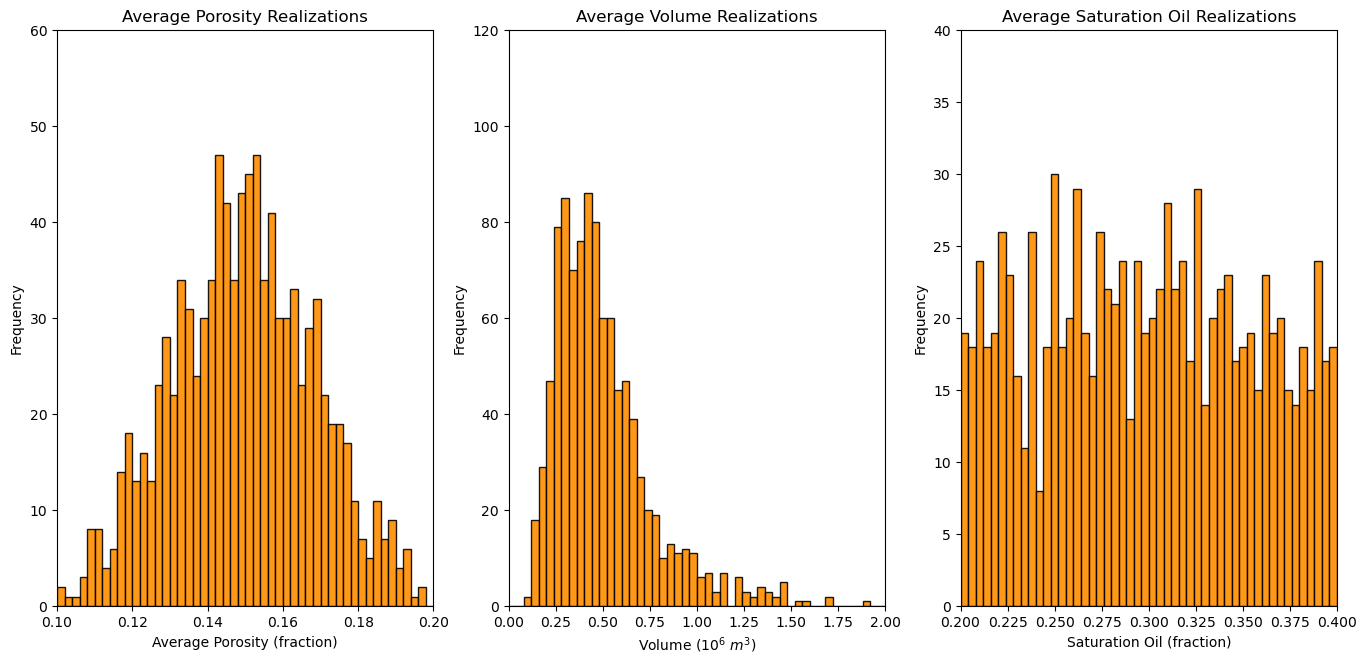 Average Porosity Realizations
60
50
40
30
20
10
0
Frequency
0.10 0.12 0.14 0.16 0.18 0.20
Average Porosity (fraction)
Average Volume Realizations
120
100
80
60
40
20
0
Frequency
0.00 0.25 0.50 0.75 1.00 1.25 1.50 1.75 2.00
Volume (10⁶ m³)
Average Saturation Oil Realizations
40
35
30
25
20
15
10
5
0
Frequency
0.200 0.225 0.250 0.275 0.300 0.325 0.350 0.375 0.400
Saturation Oil (fraction)